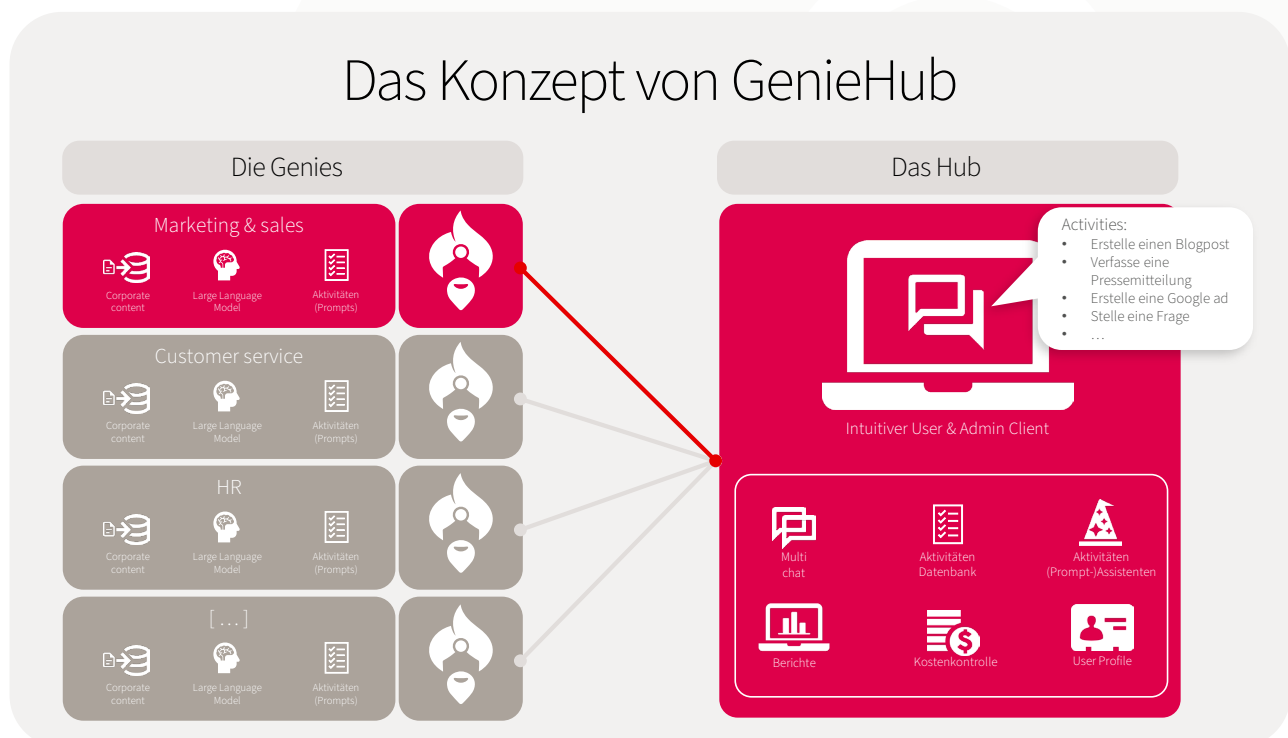 Das Konzept von GenieHub
Die Genies
Marketing & sales
Corporate
content
Large Language
Model
Aktivitäten
(Prompts)
Customer service
Corporate
content
Large Language
Model
Aktivitäten
(Prompts)
HR
Corporate
content
Large Language
Model
Aktivitäten
(Prompts)
[ … ]
Corporate
content
Large Language
Model
Aktivitäten
(Prompts)
Das Hub
Activities:
• Erstelle einen Blogpost
• Verfasse eine
Pressemitteilung
• Erstelle eine Google ad
• Stelle eine Frage
• …
Intuitiver User & Admin Client
Multi
chat
Aktivitäten
Datenbank
Aktivitäten
(Prompt-)Assistenten
Berichte
$
Kostenkontrolle
User Profile